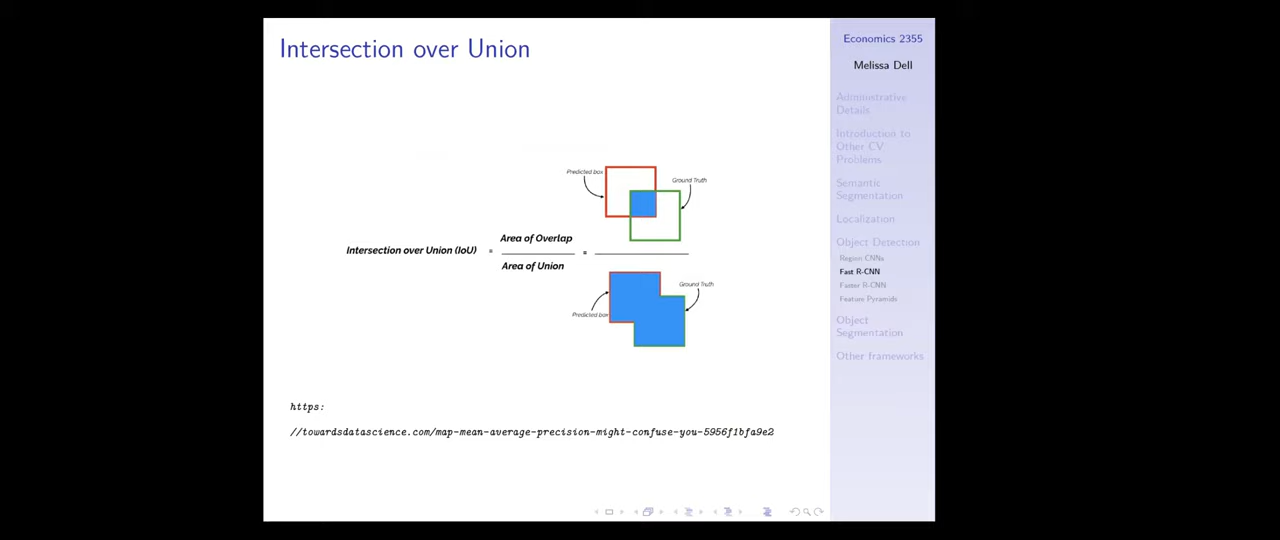 Intersection over Union
Predicted box
Ground Truth
Intersection over Union (IoU) = Area of Overlap =
Area of Union
Ground Truth
Predicted box
https:
//towardsdatascience.com/map-mean-average-precision-might-confuse-you-5956f1bfa9e2
Economics 2355
Melissa Dell
Administrative
Details
Introduction to
Other CV
Problems
Semantic
Segmentation
Localization
Object Detection
Region CNNs
Fast R-CNN
Faster R-CNN
Feature Pyramids
Object
Segmentation
Other frameworks